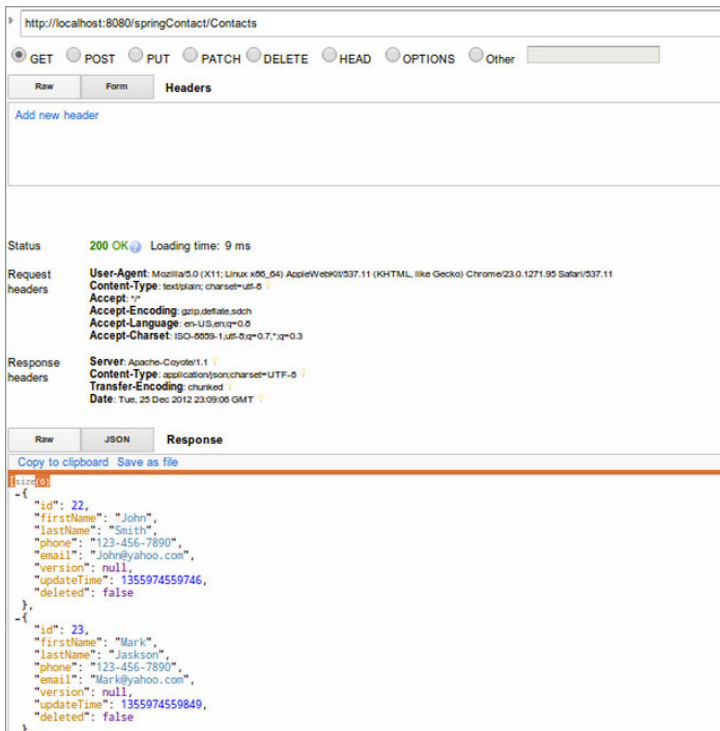 http://localhost:8080/springContact/Contacts
GET POST PUT PATCH DELETE HEAD OPTIONS Other
Raw Form Headers
Add new header
Status 200 OK Loading time: 9 ms
Request headers
User-Agent: Mozilla/5.0 (X11; Linux x86_64) AppleWebKit/537.11 (KHTML, like Gecko) Chrome/23.0.1271.95 Safari/537.11
Content-Type: text/plain; charset=utf-8
Accept: */*
Accept-Encoding: gzip,deflate,sdch
Accept-Language: en-US,en;q=0.8
Accept-Charset: ISO-8859-1,utf-8;q=0.7,*;q=0.3
Response headers
Server: Apache-Coyote/1.1
Content-Type: application/json;charset=UTF-8
Transfer-Encoding: chunked
Date: Tue, 25 Dec 2012 23:09:06 GMT
Raw JSON Response
Copy to clipboard Save as file
[size(6)
-{
"id": 22,
"firstName": "John",
"lastName": "Smith",
"phone": "123-456-7890",
"email": "John@yahoo.com",
"version": null,
"updateTime": 1355974559746,
"deleted": false
},
-{
"id": 23,
"firstName": "Mark",
"lastName": "Jaskson",
"phone": "123-456-7890",
"email": "Mark@yahoo.com",
"version": null,
"updateTime": 1355974559849,
"deleted": false
},